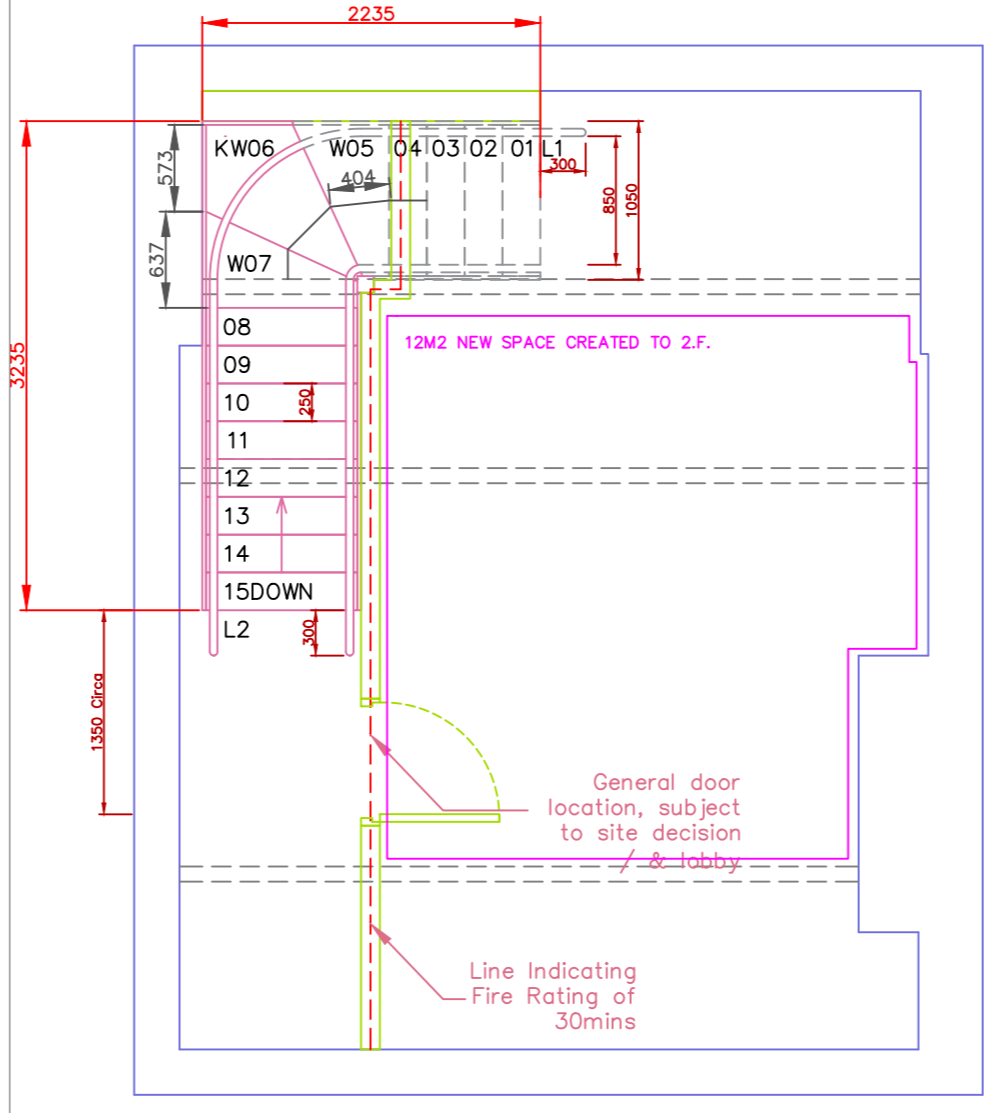 2235
KW06 W05 04 03 02 01 L1
300
573
404
850
1050
637
W07
3235
08
12M2 NEW SPACE CREATED TO 2.F.
09
10
250
11
12
13
14
15DOWN
L2
300
1350 Circa
General door
location, subject
to site decision
/ & lobby
Line Indicating
Fire Rating of
30mins